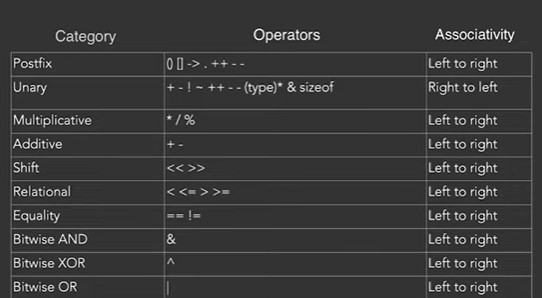 Category Operators Associativity
Postfix () [] -> . ++ - - Left to right
Unary + - ! ~ ++ - - (type)* & sizeof Right to left
Multiplicative * / % Left to right
Additive + - Left to right
Shift << >> Left to right
Relational < <= > >= Left to right
Equality == != Left to right
Bitwise AND & Left to right
Bitwise XOR ^ Left to right
Bitwise OR | Left to right